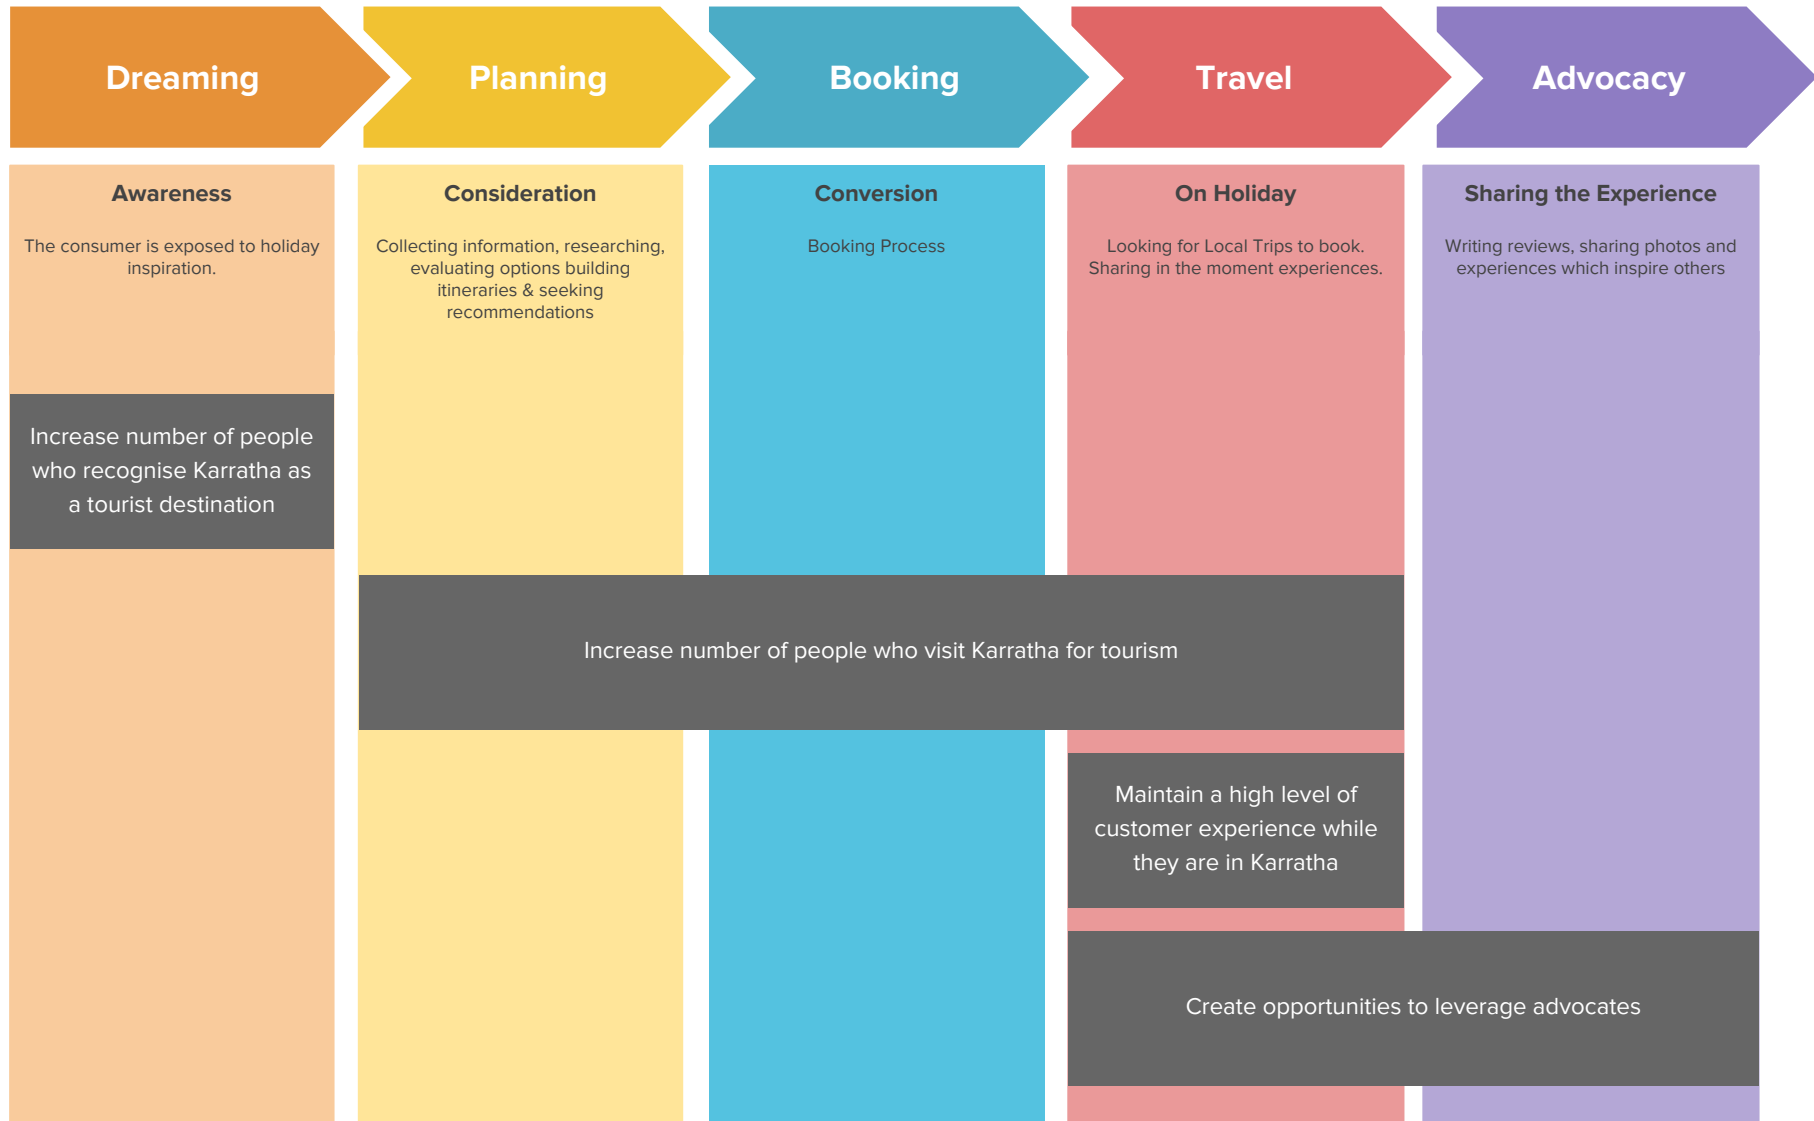 Dreaming
Planning
Booking
Travel
Advocacy
Awareness
The consumer is exposed to holiday
inspiration.
Consideration
Collecting information, researching,
evaluating options building
itineraries & seeking
recommendations
Conversion
Booking Process
On Holiday
Looking for Local Trips to book.
Sharing in the moment experiences.
Sharing the Experience
Writing reviews, sharing photos and
experiences which inspire others
Increase number of people
who recognise Karratha as
a tourist destination
Increase number of people who visit Karratha for tourism
Maintain a high level of
customer experience while
they are in Karratha
Create opportunities to leverage advocates